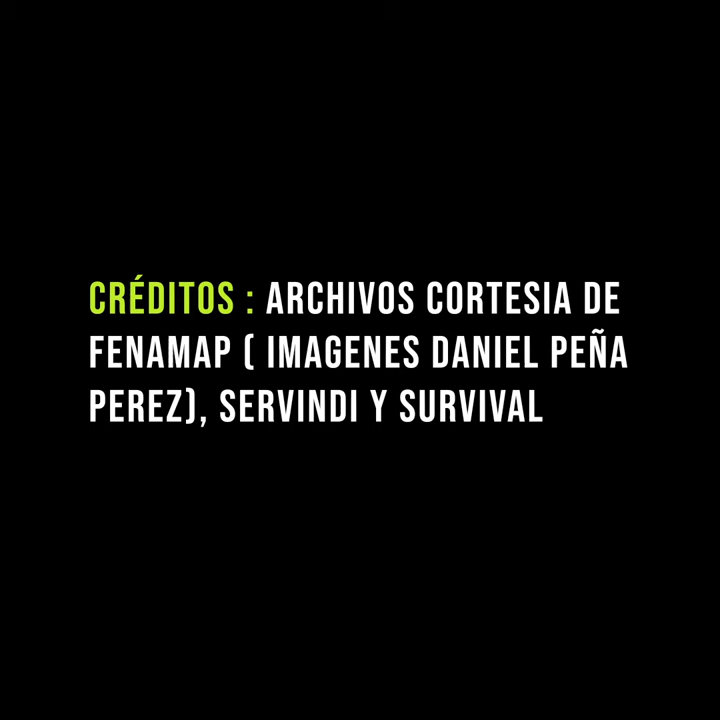 CRÉDITOS : ARCHIVOS CORTESIA DE
FENAMAP ( IMAGENES DANIEL PEÑA
PEREZ), SERVINDI Y SURVIVAL